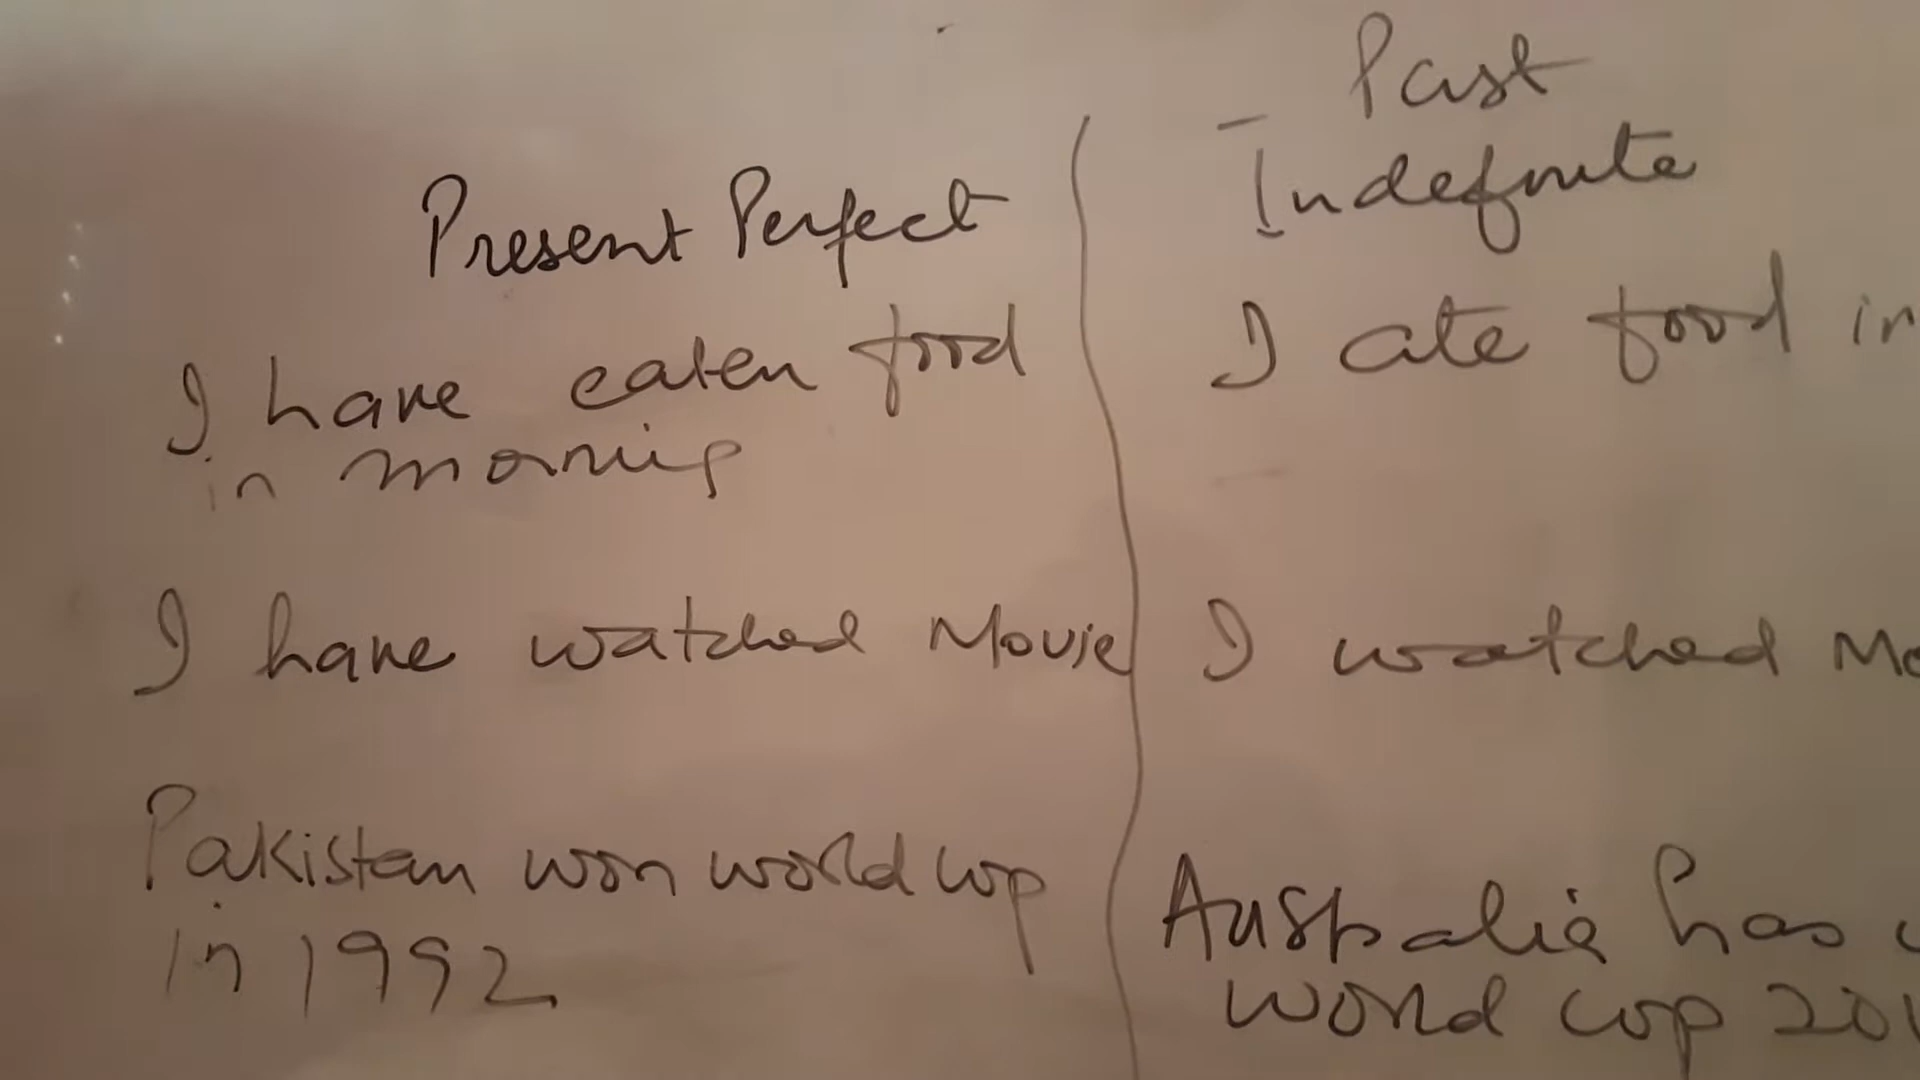 Present Perfect
I have eaten food
in morning
I have watched Movie
Pakistan won world cup
in 1992
Past
Indefinite
I ate food in
I watched Mo
Australia has
world cup 201